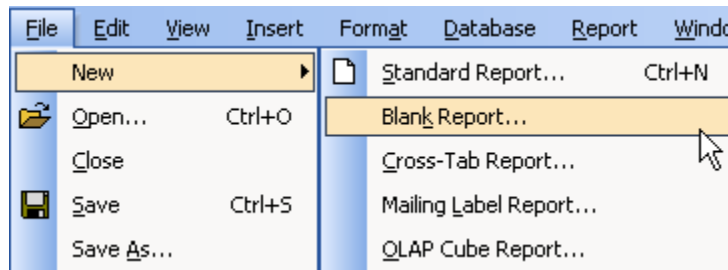 File Edit View Insert Format Database Report
New
Open... Ctrl+O
Close
Save Ctrl+S
Save As...
Standard Report... Ctrl+N
Blank Report...
Cross-Tab Report...
Mailing Label Report...
OLAP Cube Report...